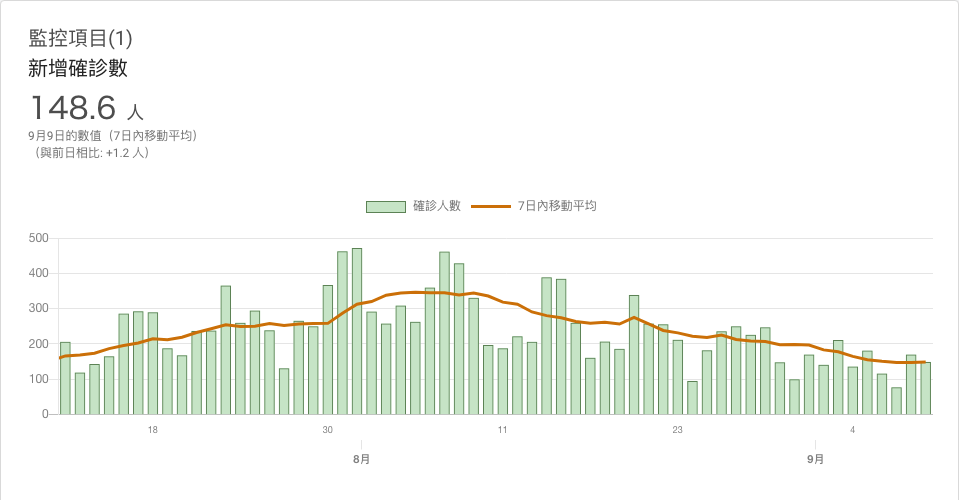 監控項目(1)
新增確診數
148.6 人
9月9日的數值（7日內移動平均）
（與前日相比: +1.2 人）
確診人數 7日內移動平均
500
400
300
200
100
0
18 30 11 23 4
8月 9月